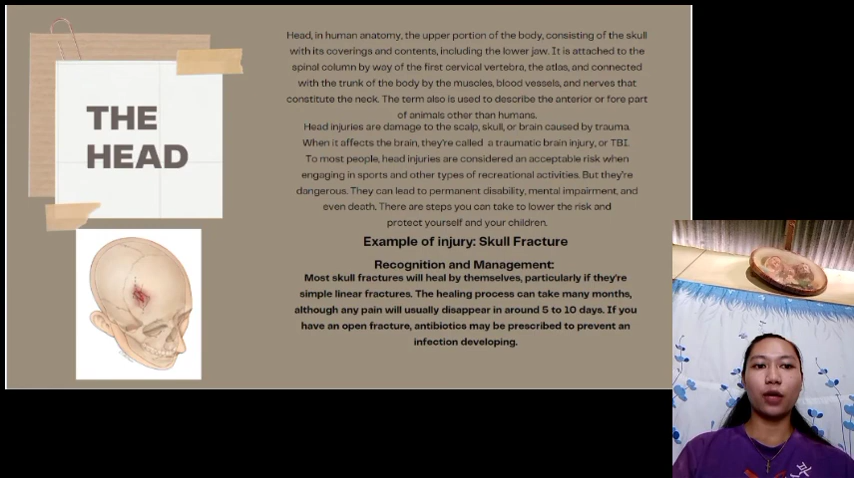 THE
HEAD
Head, in human anatomy, the upper portion of the body, consisting of the skull
with its coverings and contents, including the lower jaw. It is attached to the
spinal column by way of the first cervical vertebra, the atlas, and connected
with the trunk of the body by the muscles, blood vessels, and nerves that
constitute the neck. The term also is used to describe the anterior or fore part
of animals other than humans.
Head injuries are damage to the scalp, skull, or brain caused by trauma.
When it affects the brain, they're called a traumatic brain injury, or TBI.
To most people, head injuries are considered an acceptable risk when
engaging in sports and other types of recreational activities. But they're
dangerous. They can lead to permanent disability, mental impairment, and
even death. There are steps you can take to lower the risk and
protect yourself and your children.
Example of injury: Skull Fracture
Recognition and Management:
Most skull fractures will heal by themselves, particularly if they're
simple linear fractures. The healing process can take many months,
although any pain will usually disappear in around 5 to 10 days. If you
have an open fracture, antibiotics may be prescribed to prevent an
infection developing.